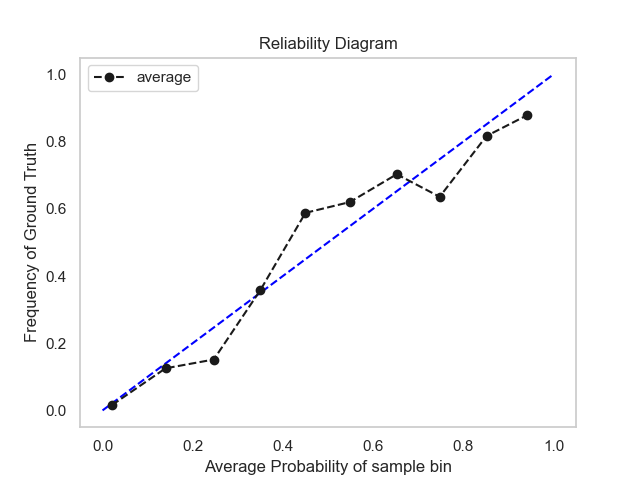 Reliability Diagram
average
Frequency of Ground Truth
1.0
0.8
0.6
0.4
0.2
0.0
0.0 0.2 0.4 0.6 0.8 1.0
Average Probability of sample bin